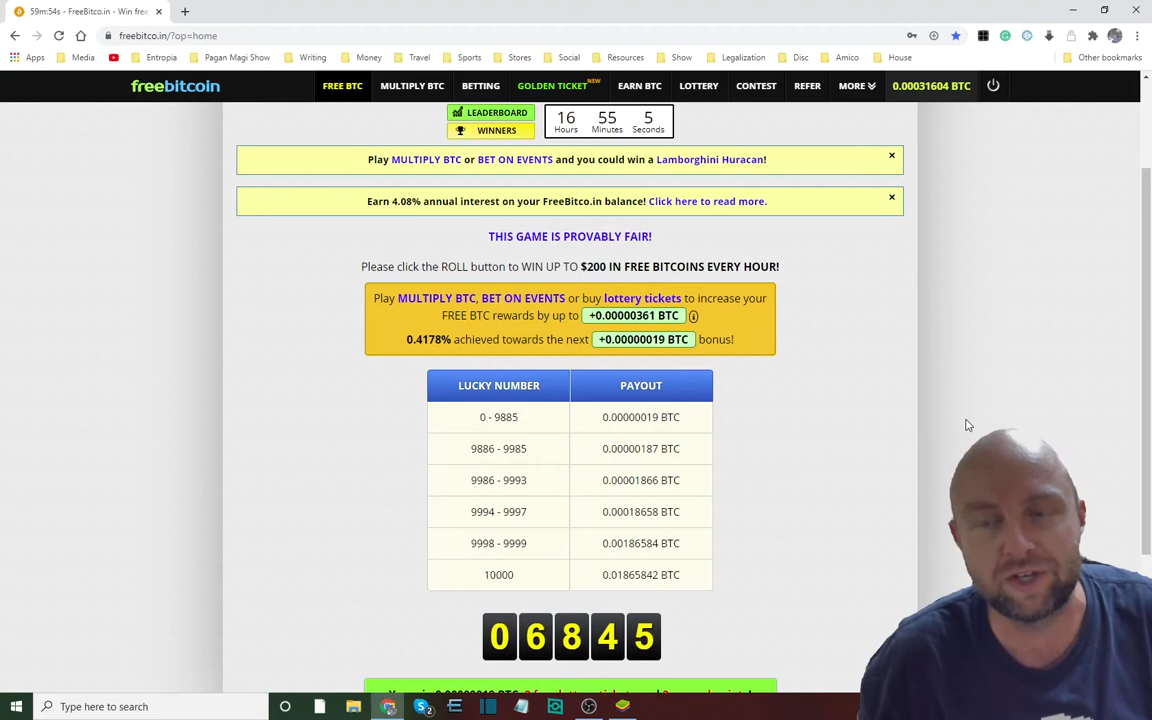 59m:54s - FreeBitco.in - Win free
freebitco.in/?op=home
Apps Media Entropia Pagan Magi Show Writing Money Travel Sports Stores Social Resources Show Legalization Disc Amico House Other bookmarks
freebitcoin FREE BTC MULTIPLY BTC BETTING GOLDEN TICKET NEW EARN BTC LOTTERY CONTEST REFER MORE 0.00031604 BTC
LEADERBOARD
WINNERS
16 55 5
Hours Minutes Seconds
Play MULTIPLY BTC or BET ON EVENTS and you could win a Lamborghini Huracan!
Earn 4.08% annual interest on your FreeBitco.in balance! Click here to read more.
THIS GAME IS PROVABLY FAIR!
Please click the ROLL button to WIN UP TO $200 IN FREE BITCOINS EVERY HOUR!
Play MULTIPLY BTC, BET ON EVENTS or buy lottery tickets to increase your
FREE BTC rewards by up to +0.00000361 BTC
0.4178% achieved towards the next +0.00000019 BTC bonus!
LUCKY NUMBER PAYOUT
0 - 9885 0.00000019 BTC
9886 - 9985 0.00000187 BTC
9986 - 9993 0.00001866 BTC
9994 - 9997 0.00018658 BTC
9998 - 9999 0.00186584 BTC
10000 0.01865842 BTC
06845
Type here to search